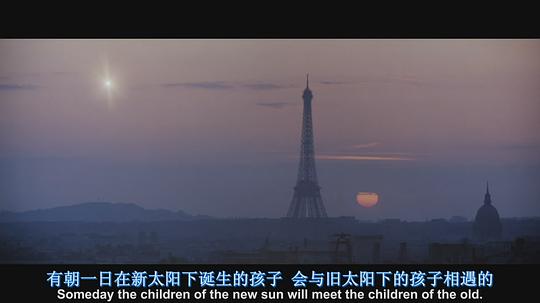 有朝一日在新太阳下诞生的孩子 会与旧太阳下的孩子相遇的
Someday the children of the new sun will meet the children of the old.